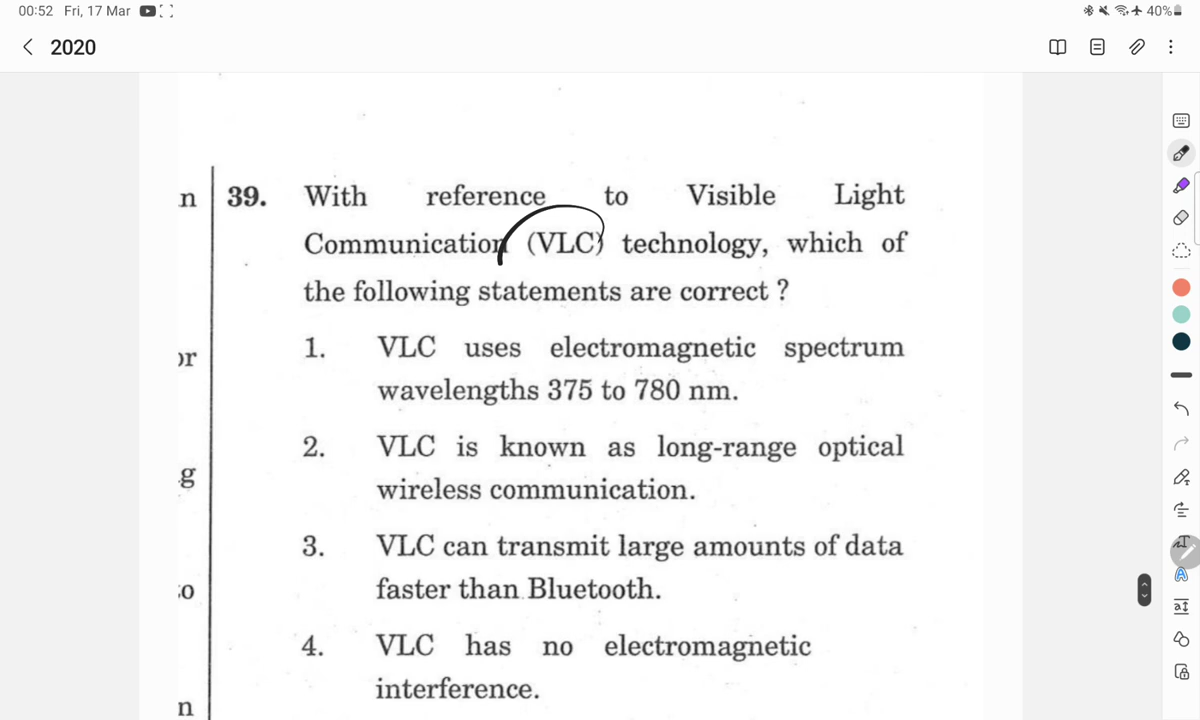 00:52 Fri, 17 Mar
40%
2020
n
39. With reference to Visible Light
Communication (VLC) technology, which of
the following statements are correct ?
or
1. VLC uses electromagnetic spectrum
wavelengths 375 to 780 nm.
2. VLC is known as long-range optical
g
wireless communication.
3. VLC can transmit large amounts of data
faster than Bluetooth.
4. VLC has no electromagnetic
interference.
n